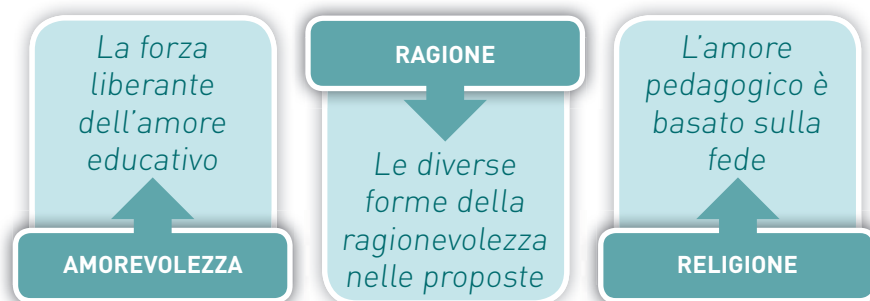 La forza
liberante
dell'amore
educativo
AMOREVOLEZZA
RAGIONE
Le diverse
forme della
ragionevolezza
nelle proposte
L'amore
pedagogico è
basato sulla
fede
RELIGIONE